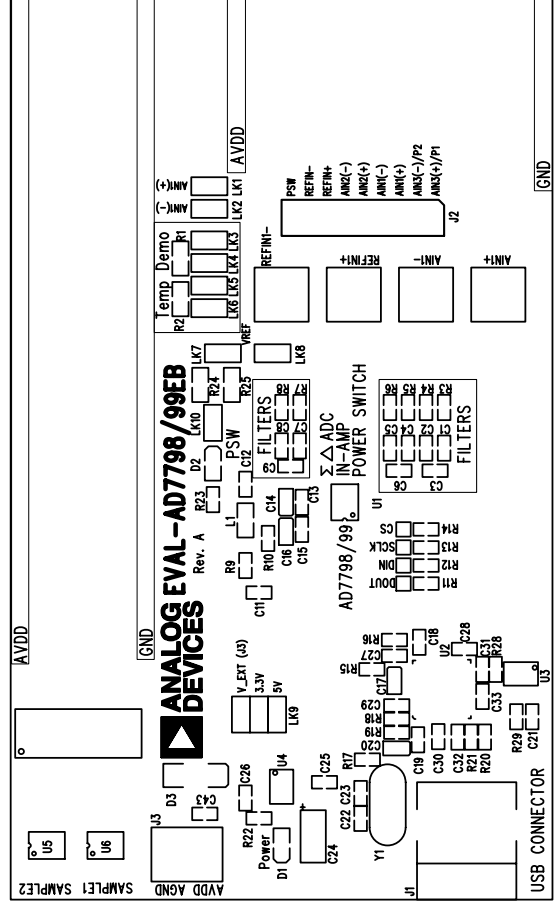 AVDD
GND
AVDD
GND
ANALOG
DEVICES
EVAL-AD7798/99EB
Rev. A
AIN1(+)
LK1
AIN1(-)
LK2
Temp Demo
R1
R2
LK3
LK4
LK5
LK6
PSW
REFIN-
REFIN+
AIN2(-)
AIN2(+)
AIN1(-)
AIN1(+)
AIN3(-)/P2
AIN3(+)/P1
J2
REFIN1-
REFIN1+
AIN1-
AIN1+
VREF
LK7
LK8
R24
R25
LK10
PSW
D2
R23
C12
L1
FILTERS
R8
R7
C8
C7
C9
Σ△ ADC
IN-AMP
POWER SWITCH
R6
R5
R4
R3
C5
C4
C2
C1
C6
C3
FILTERS
C14
C13
C16
C15
R10
R9
C11
U1
AD7798/99
CS
SCLK
DIN
DOUT
R14
R13
R12
R11
V_EXT (J3)
3.3V
5V
LK9
R16
C27
R15
C17
C18
U2
C28
C31
R28
U3
C33
C29
R18
R19
C20
C19
C30
C32
R21
R20
R29
C21
D3
C43
C26
U4
R22
Power
D1
C25
+
C24
R17
C23
C22
Y1
J3
AVDD AGND
U5
U6
SAMPLE2
SAMPLE1
J1
USB CONNECTOR